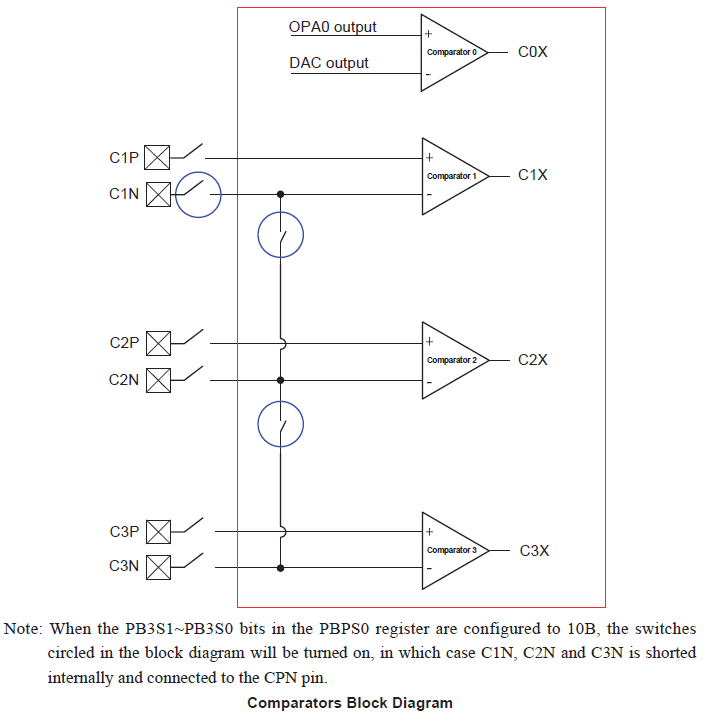 OPA0 output
+
Comparator 0
C0X
DAC output
-
C1P
+
Comparator 1
C1X
C1N
-
C2P
+
Comparator 2
C2X
C2N
-
C3P
+
Comparator 3
C3X
C3N
-
Note: When the PB3S1~PB3S0 bits in the PBPS0 register are configured to 10B, the switches
circled in the block diagram will be turned on, in which case C1N, C2N and C3N is shorted
internally and connected to the CPN pin.
Comparators Block Diagram